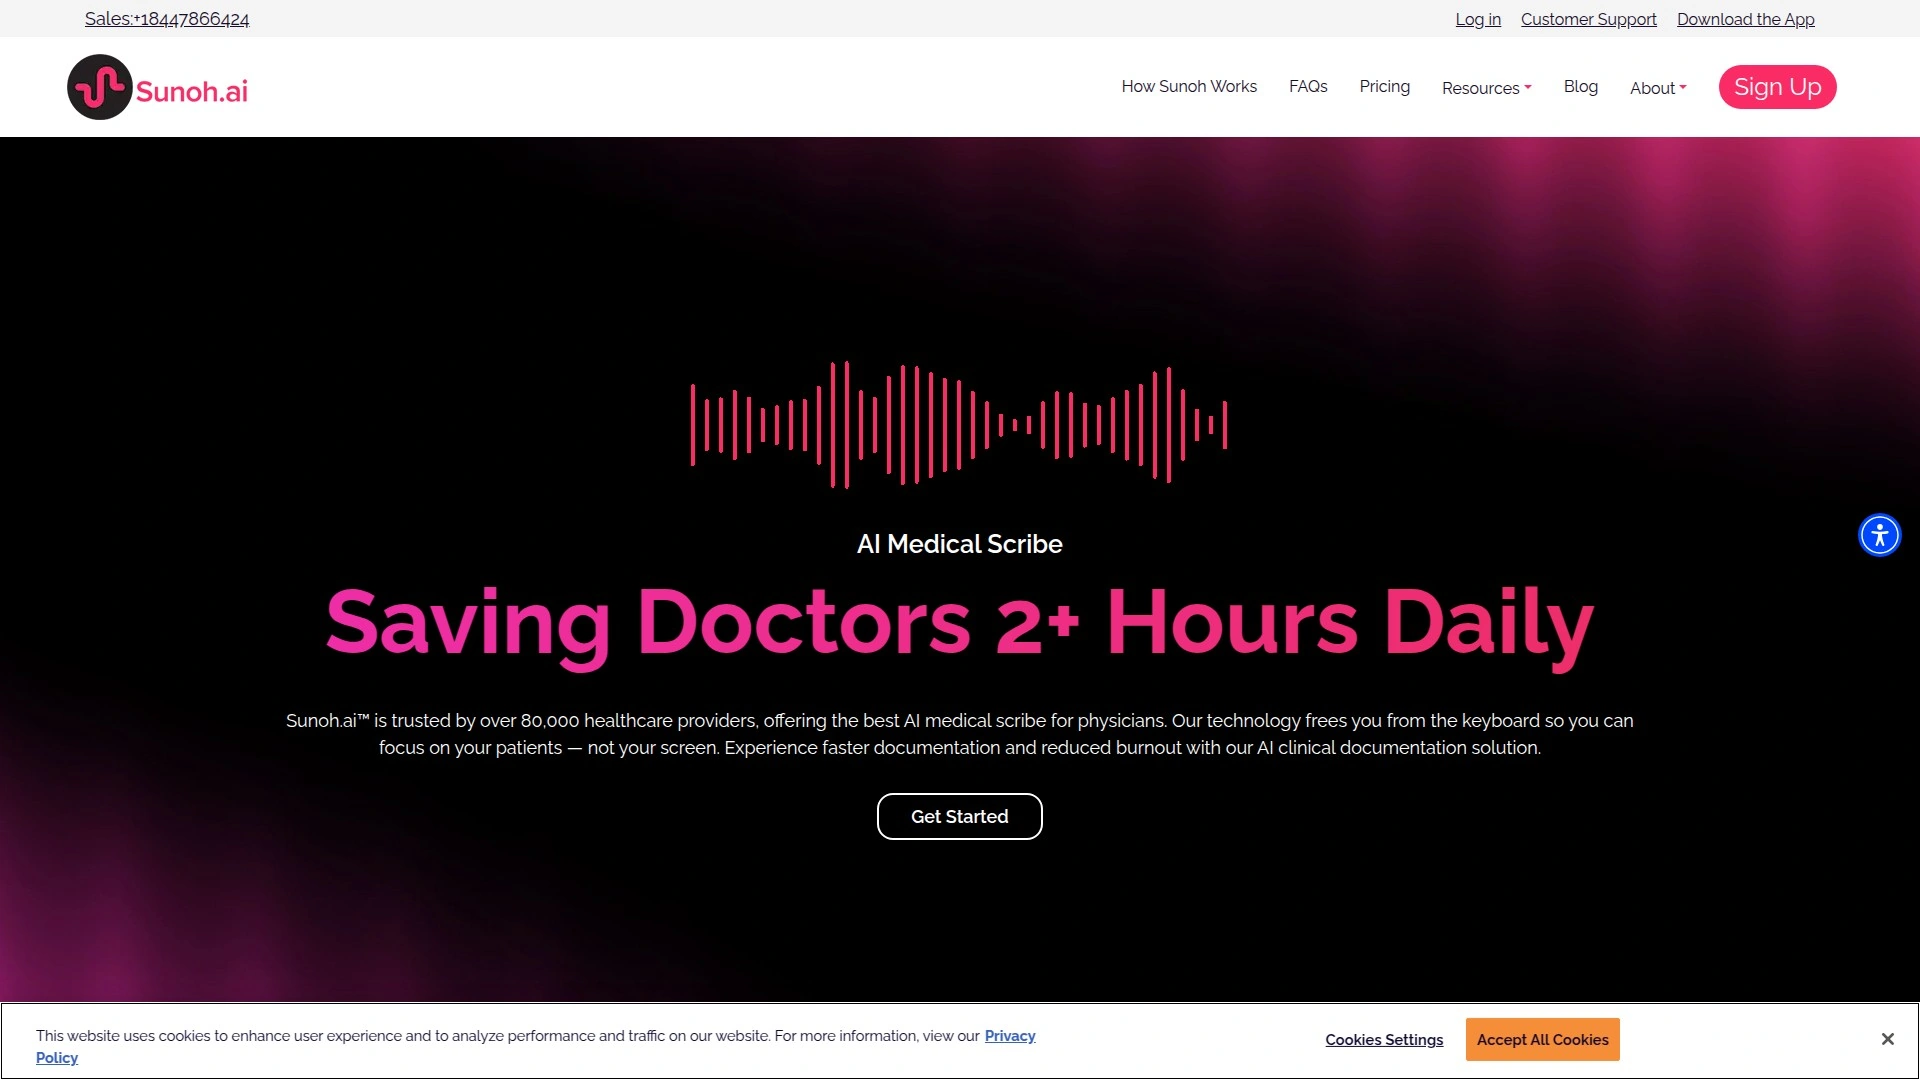 Sales:+18447866424
Log in
Customer Support
Download the App
Sunoh.ai
How Sunoh Works
FAQs
Pricing
Resources
Blog
About
Sign Up
AI Medical Scribe
Saving Doctors 2+ Hours Daily
Sunoh.ai™ is trusted by over 80,000 healthcare providers, offering the best AI medical scribe for physicians. Our technology frees you from the keyboard so you can
focus on your patients — not your screen. Experience faster documentation and reduced burnout with our AI clinical documentation solution.
Get Started
This website uses cookies to enhance user experience and to analyze performance and traffic on our website. For more information, view our Privacy
Policy
Cookies Settings
Accept All Cookies